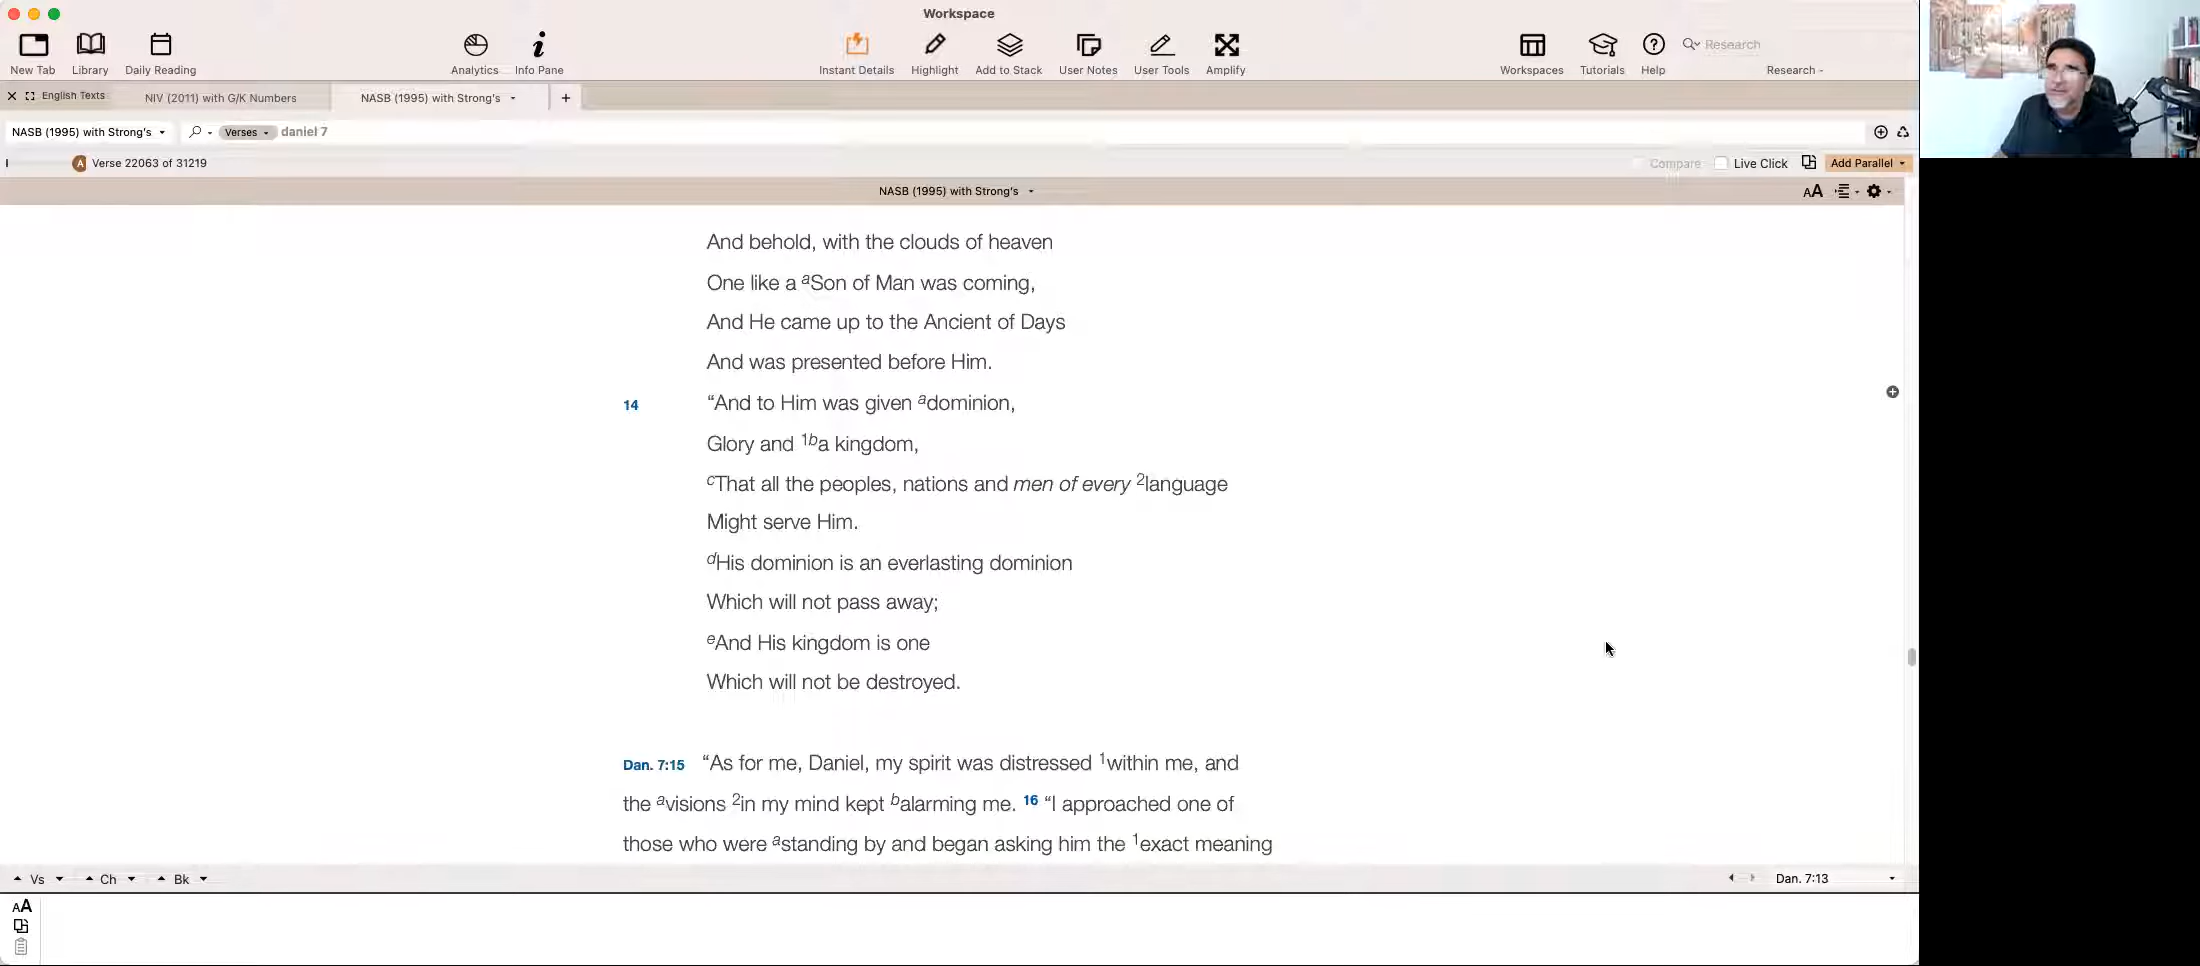 Workspace
New Tab
Library
Daily Reading
Analytics
Info Pane
Instant Details
Highlight
Add to Stack
User Notes
User Tools
Amplify
Workspaces
Tutorials
Help
Research
Research
English Texts
NIV (2011) with G/K Numbers
NASB (1995) with Strong's
+
NASB (1995) with Strong's
Verses
daniel 7
A
Verse 22063 of 31219
Compare
Live Click
Add Parallel
NASB (1995) with Strong's
AA
And behold, with the clouds of heaven
One like a aSon of Man was coming,
And He came up to the Ancient of Days
And was presented before Him.
14 “And to Him was given adominion,
Glory and 1ba kingdom,
cThat all the peoples, nations and men of every 2language
Might serve Him.
dHis dominion is an everlasting dominion
Which will not pass away;
eAnd His kingdom is one
Which will not be destroyed.
Dan. 7:15 “As for me, Daniel, my spirit was distressed 1within me, and
the avisions 2in my mind kept balarming me. 16 “I approached one of
those who were astanding by and began asking him the 1exact meaning
Vs
Ch
Bk
Dan. 7:13
AA